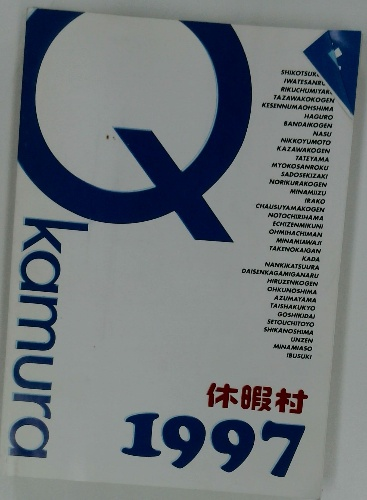 Qkamura
SHIKOTSUKO
IWATESANROKU
RIKUCHUMIYAKO
TAZAWAKOKOGEN
KESENNUMAOHSHIMA
HAGURO
BANDAIKOGEN
NASU
NIKKOYUMOTO
KAZAWAKOGEN
TATEYAMA
MYOKOSANROKU
SADOSEKIZAKI
NORIKURAKOGEN
MINAMIIZU
IRAKO
CHAUSUYAMAKOGEN
NOTOCHIRIHAMA
ECHIZENMIKUNI
OHMIHACHIMAN
MINAMIAWAJI
TAKENOKAIGAN
KADA
NANKIKATSUURA
DAISENKAGAMIGANARU
HIRUZENKOGEN
OHKUNOSHIMA
AZUMAYAMA
TAISHAKUKYO
GOSHIKIDAI
SETOUCHITOYO
SHIKANOSHIMA
UNZEN
MINAMIASO
IBUSUKI
休暇村
1997